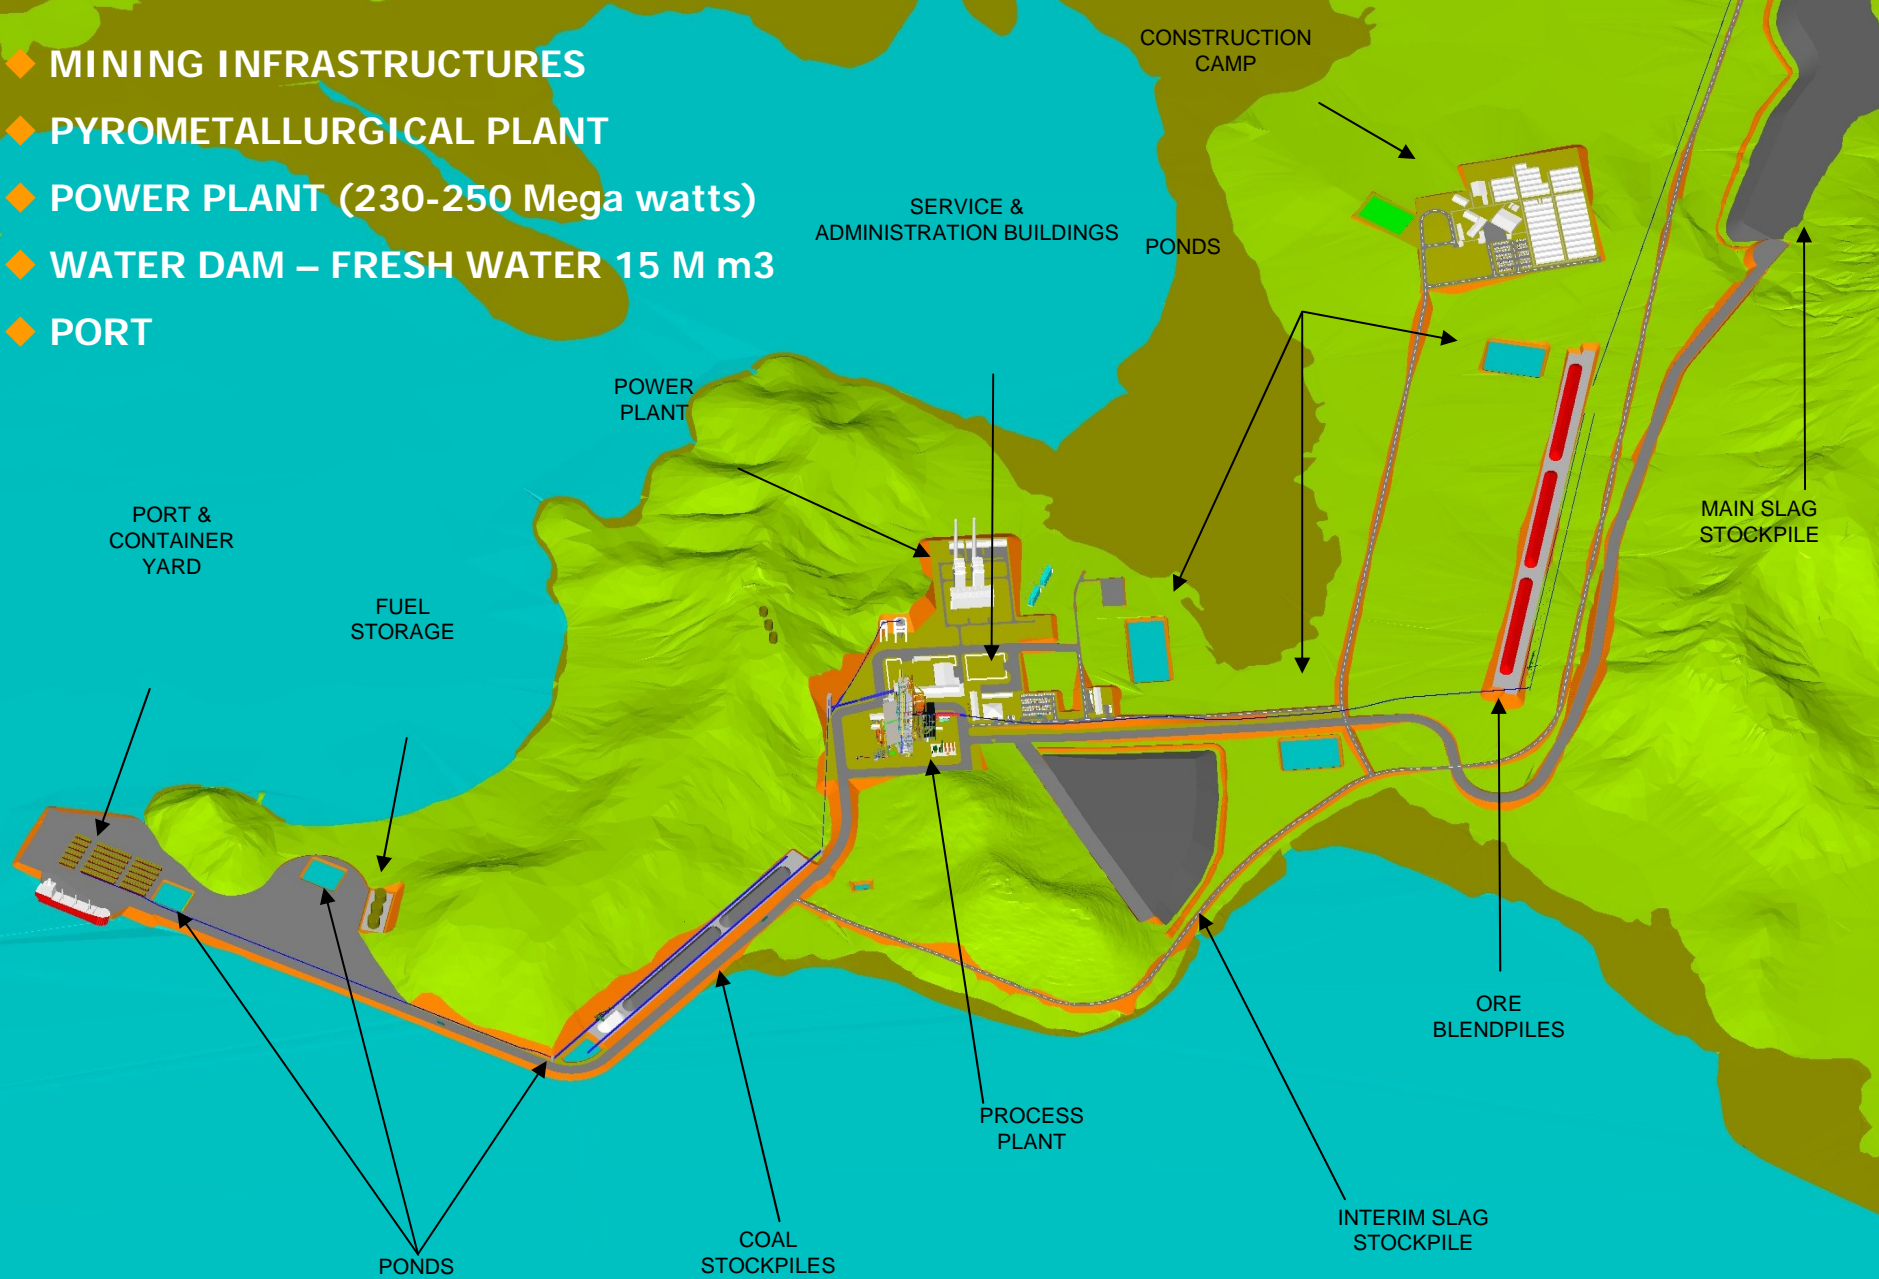 MINING INFRASTRUCTURES
PYROMETALLURGICAL PLANT
POWER PLANT (230-250 Mega watts)
WATER DAM – FRESH WATER 15 M m3
PORT
CONSTRUCTION
CAMP
SERVICE &
ADMINISTRATION BUILDINGS
PONDS
POWER
PLANT
PORT &
CONTAINER
YARD
FUEL
STORAGE
MAIN SLAG
STOCKPILE
ORE
BLENDPILES
PROCESS
PLANT
INTERIM SLAG
STOCKPILE
COAL
STOCKPILES
PONDS